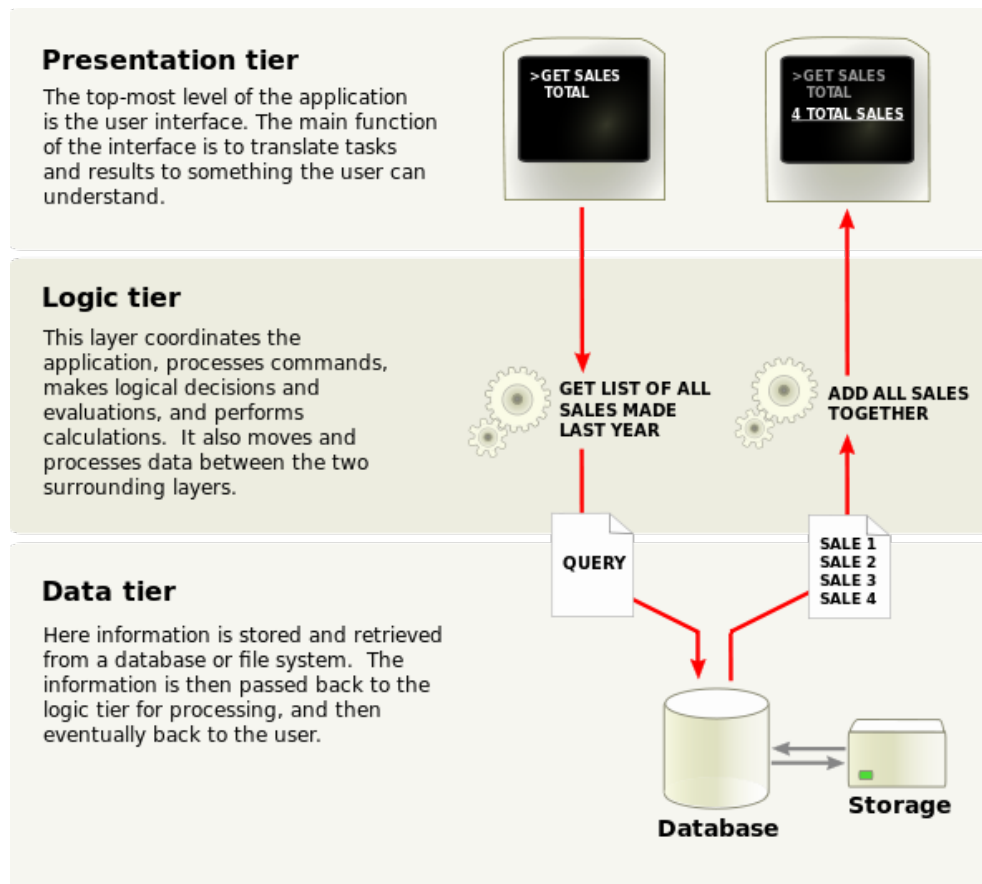 Presentation tier
The top-most level of the application
is the user interface. The main function
of the interface is to translate tasks
and results to something the user can
understand.
>GET SALES
TOTAL
>GET SALES
TOTAL
4 TOTAL SALES
Logic tier
This layer coordinates the
application, processes commands,
makes logical decisions and
evaluations, and performs
calculations.  It also moves and
processes data between the two
surrounding layers.
GET LIST OF ALL
SALES MADE
LAST YEAR
ADD ALL SALES
TOGETHER
QUERY
SALE 1
SALE 2
SALE 3
SALE 4
Data tier
Here information is stored and retrieved
from a database or file system.  The
information is then passed back to the
logic tier for processing, and then
eventually back to the user.
Database
Storage